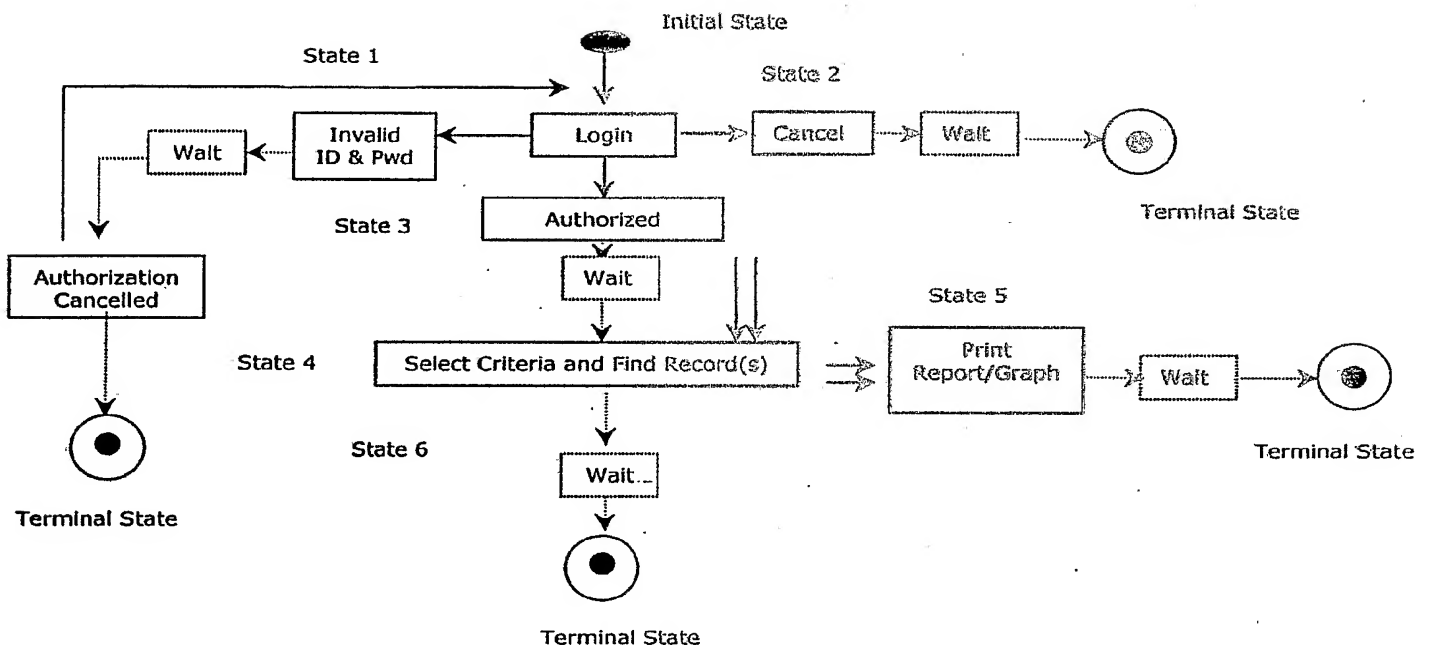 Initial State
State 1
State 2
Invalid
ID & Pwd
Login
Cancel
Wait
Wait
State 3
Authorized
Terminal State
Authorization
Cancelled
Wait
State 5
State 4
Select Criteria and Find Record(s)
Print
Report/Graph
Wait
State 6
Wait
Terminal State
Terminal State
Terminal State